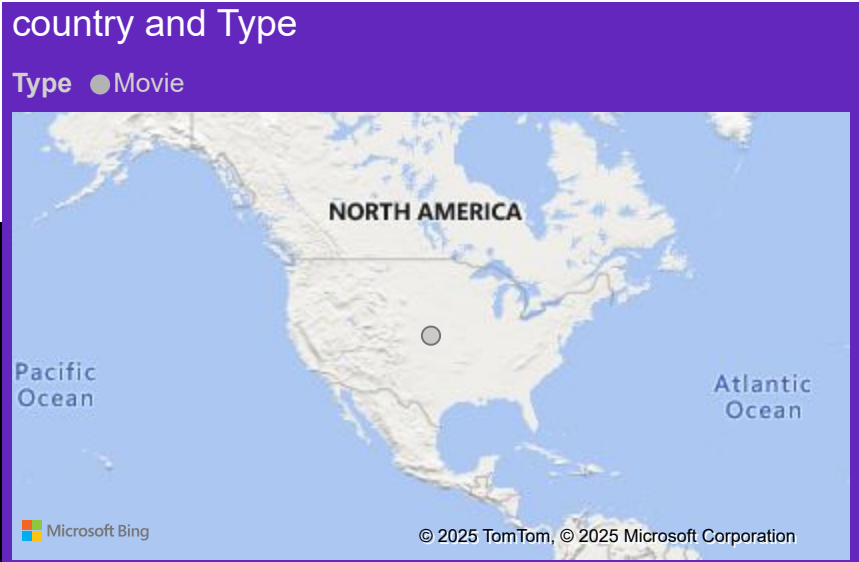 country and Type
Type Movie
NORTH AMERICA
Pacific
Ocean
Atlantic
Ocean
Microsoft Bing
© 2025 TomTom, © 2025 Microsoft Corporation